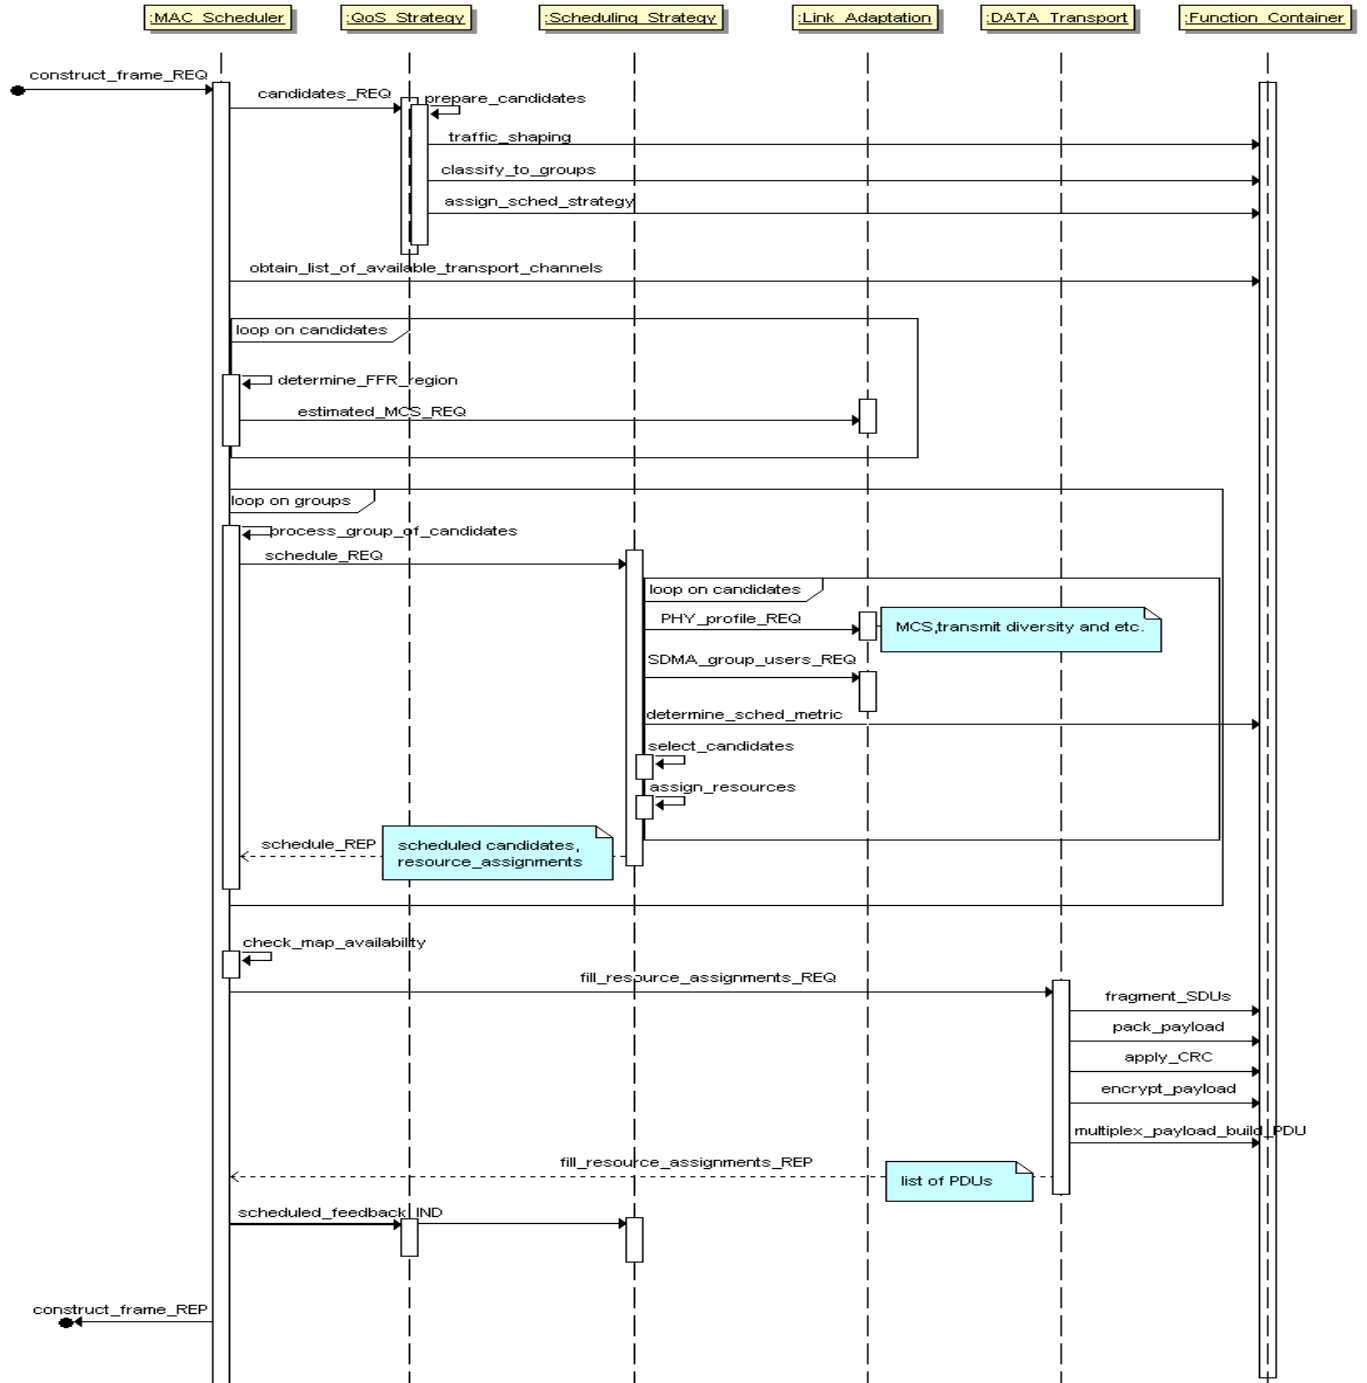 :MAC_Scheduler
:QoS_Strategy
:Scheduling_Strategy
:Link_Adaptation
:DATA_Transport
:Function_Container
construct_frame_REQ
candidates_REQ
prepare_candidates
traffic_shaping
classify_to_groups
assign_sched_strategy
obtain_list_of_available_transport_channels
loop on candidates
determine_FFR_region
estimated_MCS_REQ
loop on groups
process_group_of_candidates
schedule_REQ
loop on candidates
PHY_profile_REQ
MCS,transmit diversity and etc.
SDMA_group_users_REQ
determine_sched_metric
select_candidates
assign_resources
schedule_REP
scheduled candidates,
resource_assignments
check_map_availability
fill_resource_assignments_REQ
fragment_SDUs
pack_payload
apply_CRC
encrypt_payload
multiplex_payload_build_PDU
fill_resource_assignments_REP
list of PDUs
scheduled_feedback_IND
construct_frame_REP